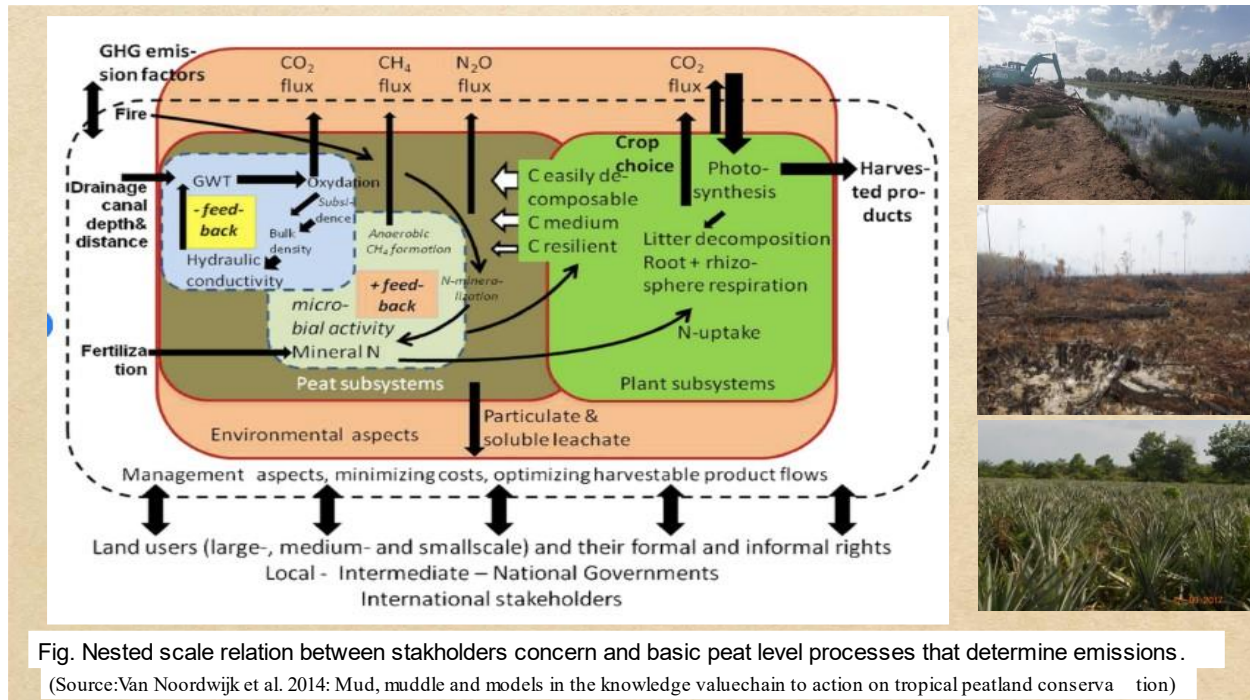 GHG emis-
sion factors
CO2
flux
CH4
flux
N2O
flux
CO2
flux
Fire
Crop
choice
Drainage
canal
depth&
distance
GWT
Oxydation
Subsi-
dence
- feed-
back
Bulk
density
Hydraulic
conductivity
Anaerobic
CH4 formation
+ feed-
back
N-minera-
lization
micro-
bial activity
Mineral N
Fertiliza
tion
Peat subsystems
C easily de-
composable
C medium
C resilient
Photo-
synthesis
Litter decomposition
Root + rhizo-
sphere respiration
N-uptake
Plant subsystems
Harves-
ted pro-
ducts
Particulate &
soluble leachate
Environmental aspects
Management aspects, minimizing costs, optimizing harvestable product flows
Land users (large-, medium- and smallscale) and their formal and informal rights
Local - Intermediate – National Governments
International stakeholders
Fig. Nested scale relation between stakholders concern and basic peat level processes that determine emissions.
(Source:Van Noordwijk et al. 2014: Mud, muddle and models in the knowledge valuechain to action on tropical peatland conserva tion)